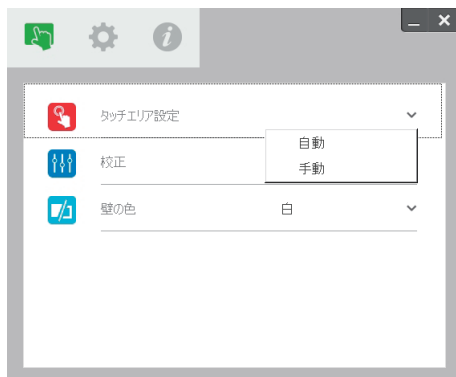 タッチエリア設定
自動
手動
校正
壁の色 白